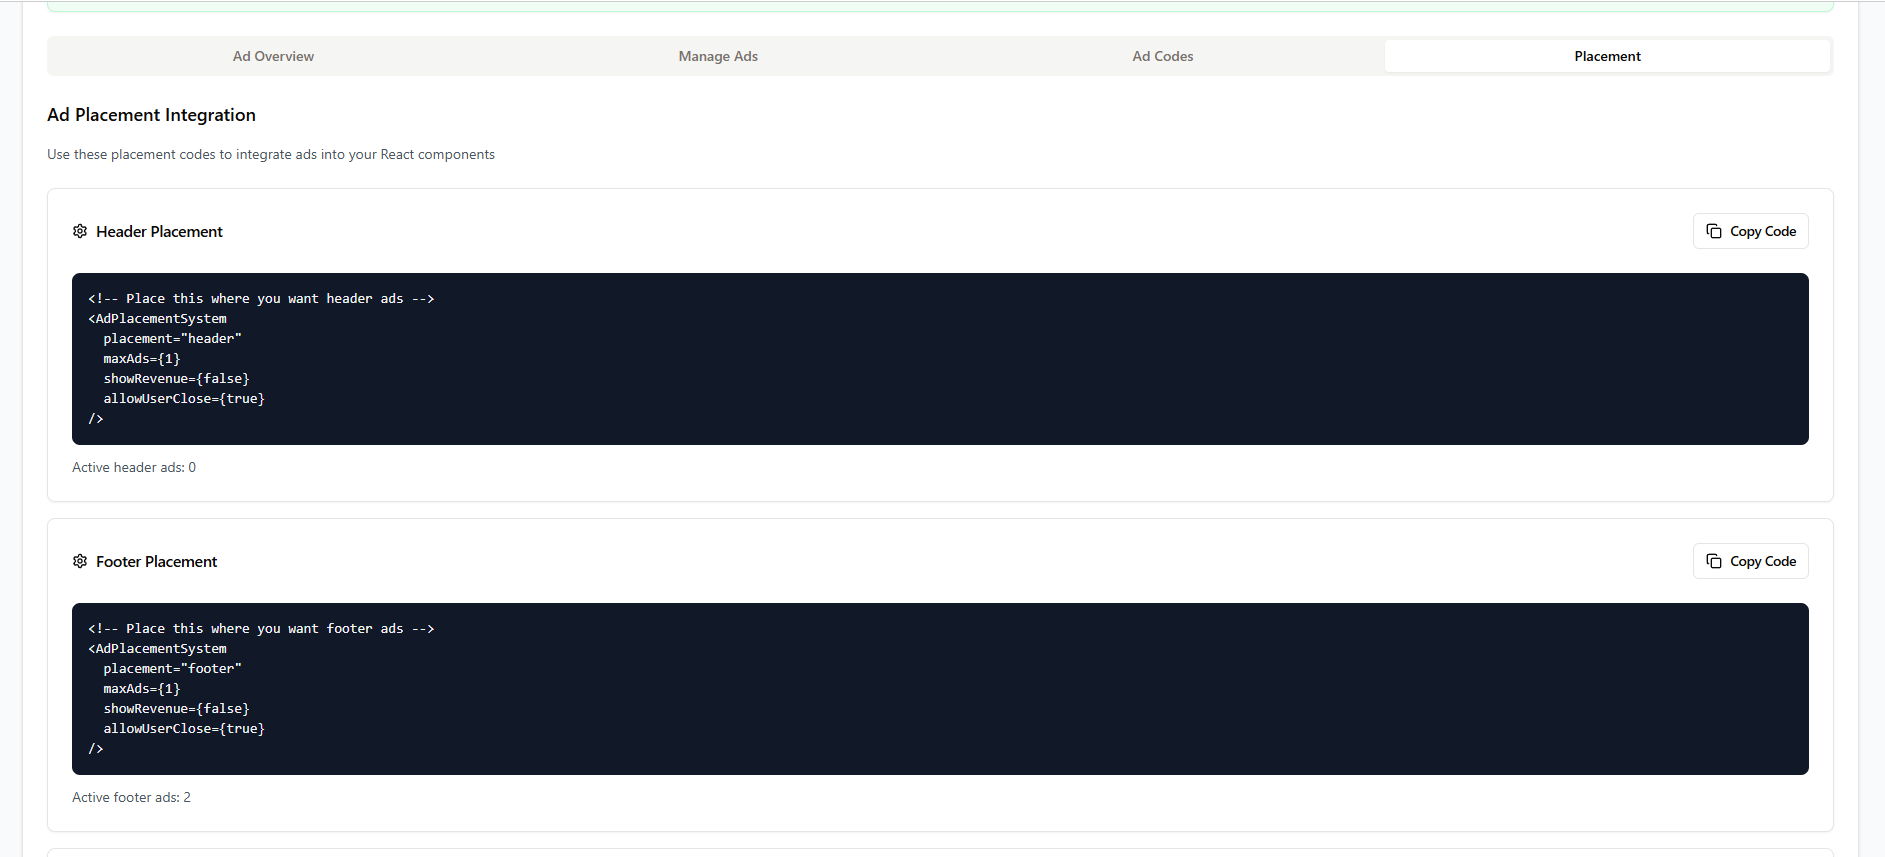 Ad Overview
Manage Ads
Ad Codes
Placement
Ad Placement Integration
Use these placement codes to integrate ads into your React components
Header Placement
Copy Code
<!-- Place this where you want header ads -->
<AdPlacementSystem
  placement="header"
  maxAds={1}
  showRevenue={false}
  allowUserClose={true}
/>
Active header ads: 0
Footer Placement
Copy Code
<!-- Place this where you want footer ads -->
<AdPlacementSystem
  placement="footer"
  maxAds={1}
  showRevenue={false}
  allowUserClose={true}
/>
Active footer ads: 2